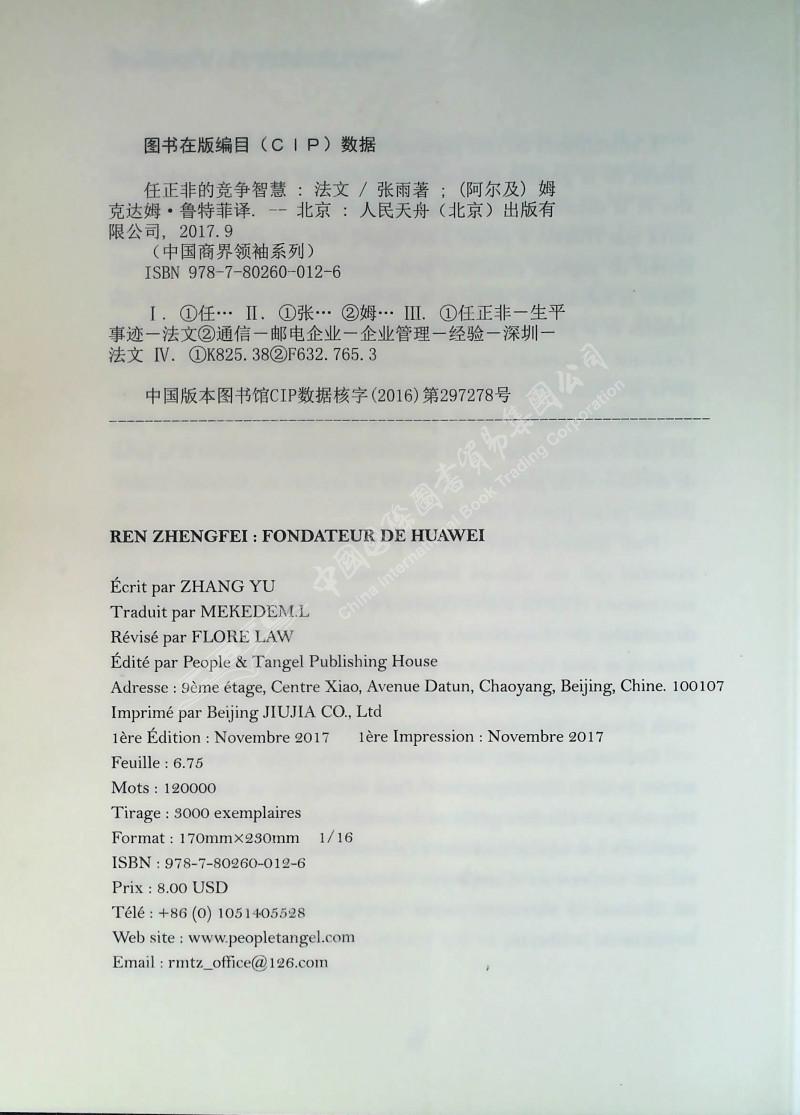 图书在版编目（ＣＩＰ）数据
任正非的竞争智慧 : 法文 / 张雨著 ; (阿尔及) 姆
克达姆·鲁特菲译. -- 北京 : 人民天舟（北京）出版有
限公司, 2017.9
（中国商界领袖系列）
ISBN 978-7-80260-012-6
Ⅰ. ①任… Ⅱ. ①张… ②姆… Ⅲ. ①任正非－生平
事迹－法文②通信－邮电企业－企业管理－经验－深圳－
法文 Ⅳ. ①K825.38②F632.765.3
中国版本图书馆CIP数据核字(2016)第297278号
中國國際圖書貿易集團公司
China International Book Trading Corporation
REN ZHENGFEI : FONDATEUR DE HUAWEI
Écrit par ZHANG YU
Traduit par MEKEDEM.L
Révisé par FLORE LAW
Édité par People & Tangel Publishing House
Adresse : 9ème étage, Centre Xiao, Avenue Datun, Chaoyang, Beijing, Chine. 100107
Imprimé par Beijing JIUJIA CO., Ltd
1ère Édition : Novembre 2017 1ère Impression : Novembre 2017
Feuille : 6.75
Mots : 120000
Tirage : 3000 exemplaires
Format : 170mm×230mm 1/16
ISBN : 978-7-80260-012-6
Prix : 8.00 USD
Télé : +86 (0) 1051405528
Web site : www.peopletangel.com
Email : rmtz_office@126.com